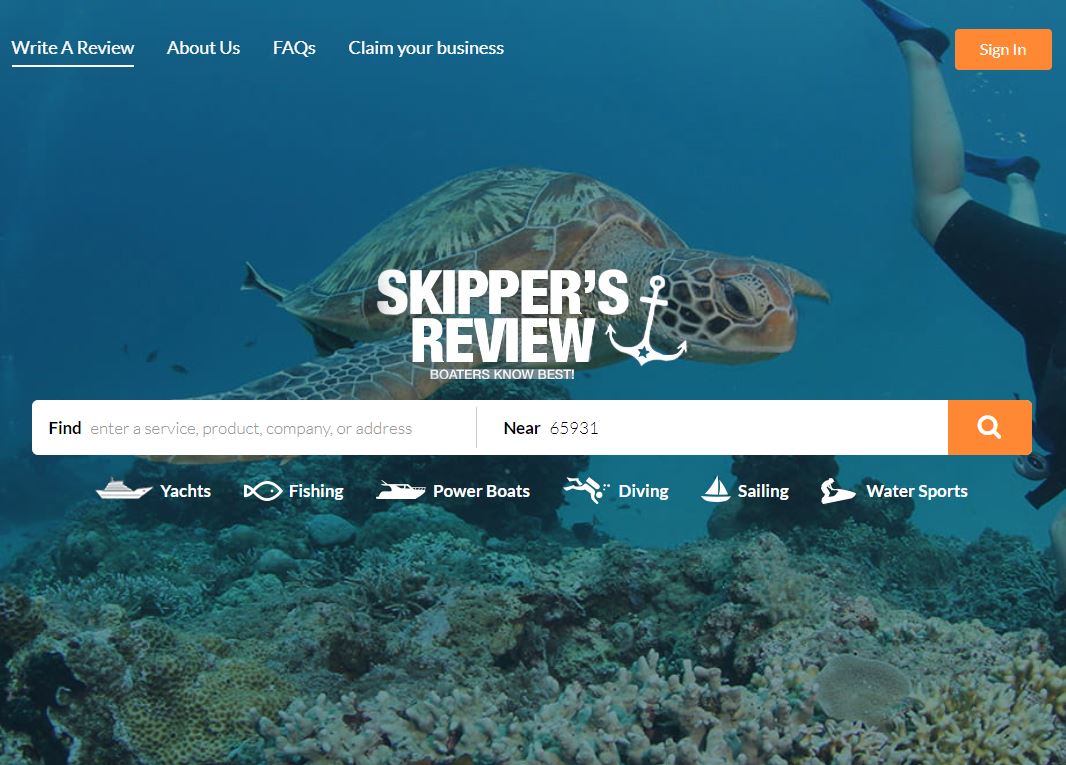 Write A Review About Us FAQs Claim your business Sign In
SKIPPER'S
REVIEW
BOATERS KNOW BEST!
Find enter a service, product, company, or address Near 65931
Yachts Fishing Power Boats Diving Sailing Water Sports